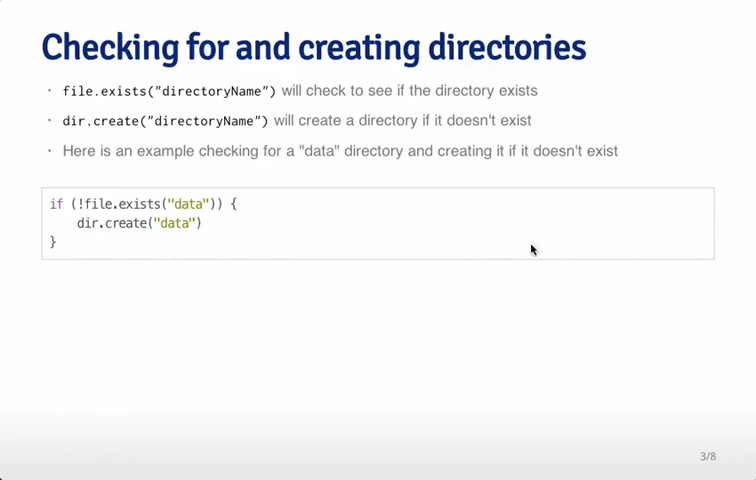 Checking for and creating directories
· file.exists("directoryName") will check to see if the directory exists
· dir.create("directoryName") will create a directory if it doesn't exist
· Here is an example checking for a "data" directory and creating it if it doesn't exist
if (!file.exists("data")) {
    dir.create("data")
}
3/8